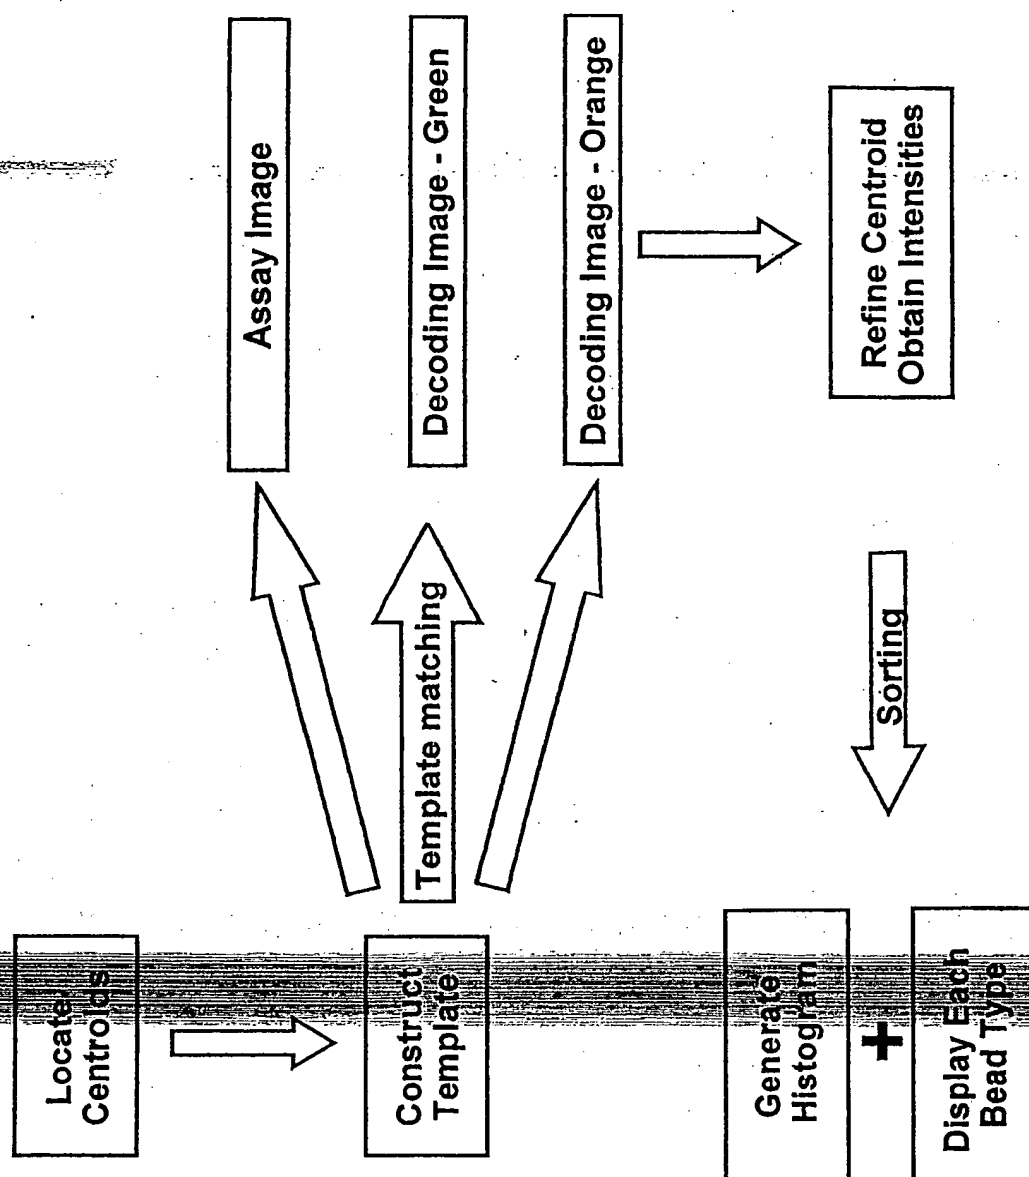 Locate
Centroids
Construct
Template
Template matching
Assay Image
Decoding Image - Green
Decoding Image - Orange
Refine Centroid
Obtain Intensities
Sorting
Generate
Histogram
+
Display Each
Bead Type